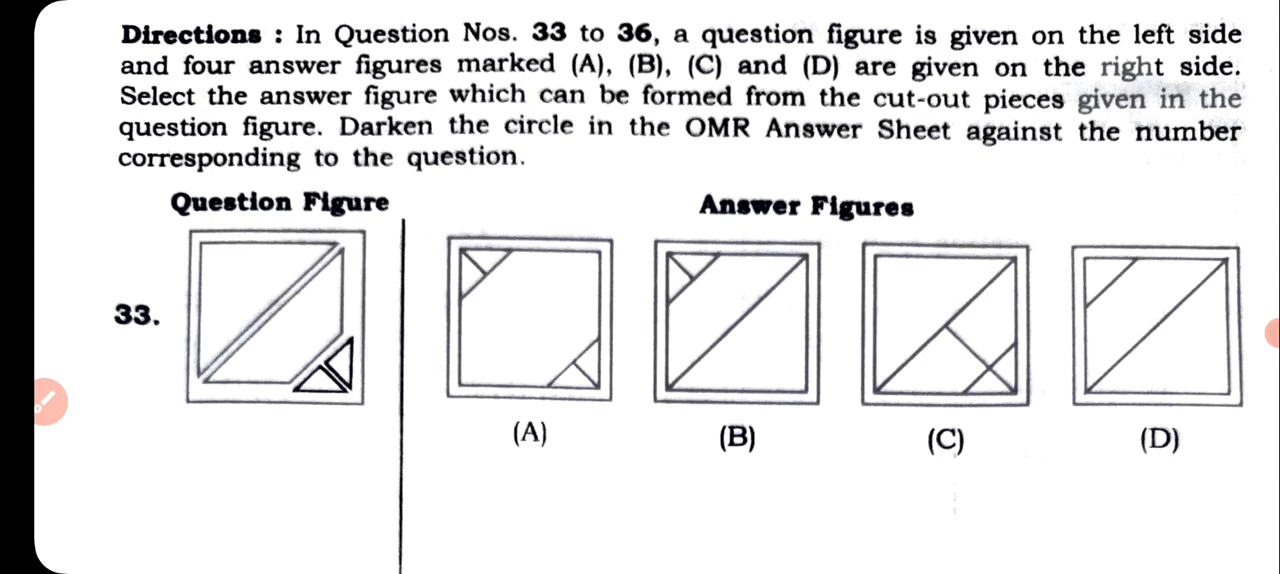 Directions : In Question Nos. 33 to 36, a question figure is given on the left side
and four answer figures marked (A), (B), (C) and (D) are given on the right side.
Select the answer figure which can be formed from the cut-out pieces given in the
question figure. Darken the circle in the OMR Answer Sheet against the number
corresponding to the question.
Question Figure
Answer Figures
33.
(A) (B) (C) (D)